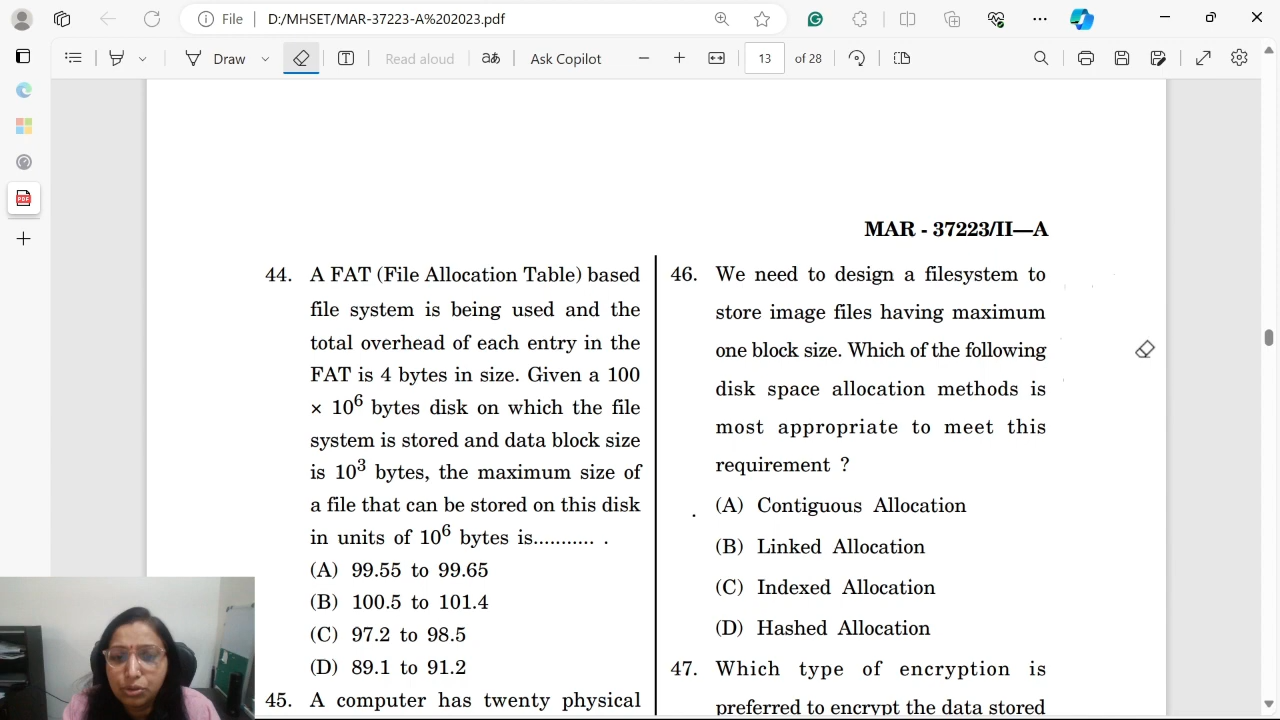 File D:/MHSET/MAR-37223-A%202023.pdf
Draw Read aloud aあ Ask Copilot 13 of 28
PDF
MAR - 37223/II—A
44. A FAT (File Allocation Table) based
file system is being used and the
total overhead of each entry in the
FAT is 4 bytes in size. Given a 100
× 10⁶ bytes disk on which the file
system is stored and data block size
is 10³ bytes, the maximum size of
a file that can be stored on this disk
in units of 10⁶ bytes is........... .
(A) 99.55 to 99.65
(B) 100.5 to 101.4
(C) 97.2 to 98.5
(D) 89.1 to 91.2
45. A computer has twenty physical
46. We need to design a filesystem to
store image files having maximum
one block size. Which of the following
disk space allocation methods is
most appropriate to meet this
requirement ?
(A) Contiguous Allocation
(B) Linked Allocation
(C) Indexed Allocation
(D) Hashed Allocation
47. Which type of encryption is
preferred to encrypt the data stored